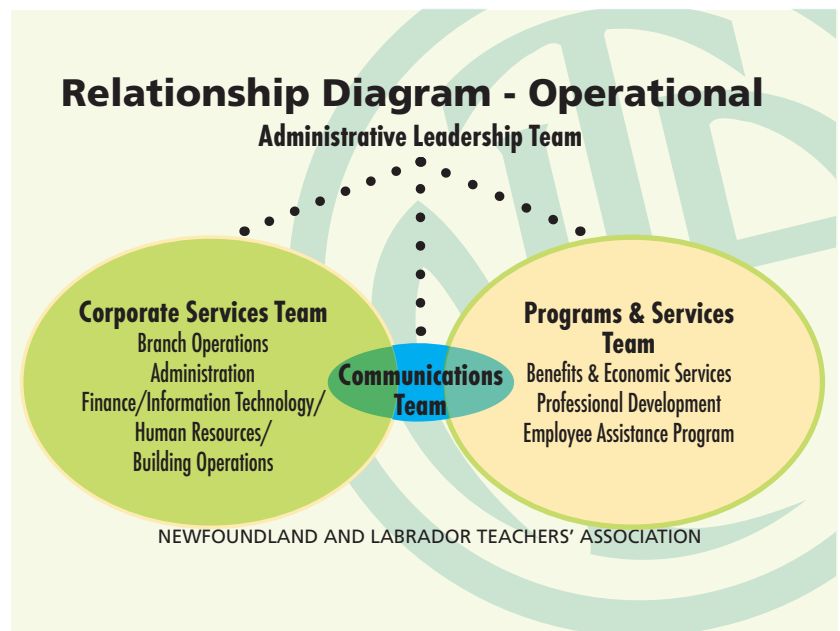 Relationship Diagram - Operational
Administrative Leadership Team
Corporate Services Team
Branch Operations
Administration
Finance/Information Technology/
Human Resources/
Building Operations
Communications
Team
Programs & Services
Team
Benefits & Economic Services
Professional Development
Employee Assistance Program
NEWFOUNDLAND AND LABRADOR TEACHERS’ ASSOCIATION